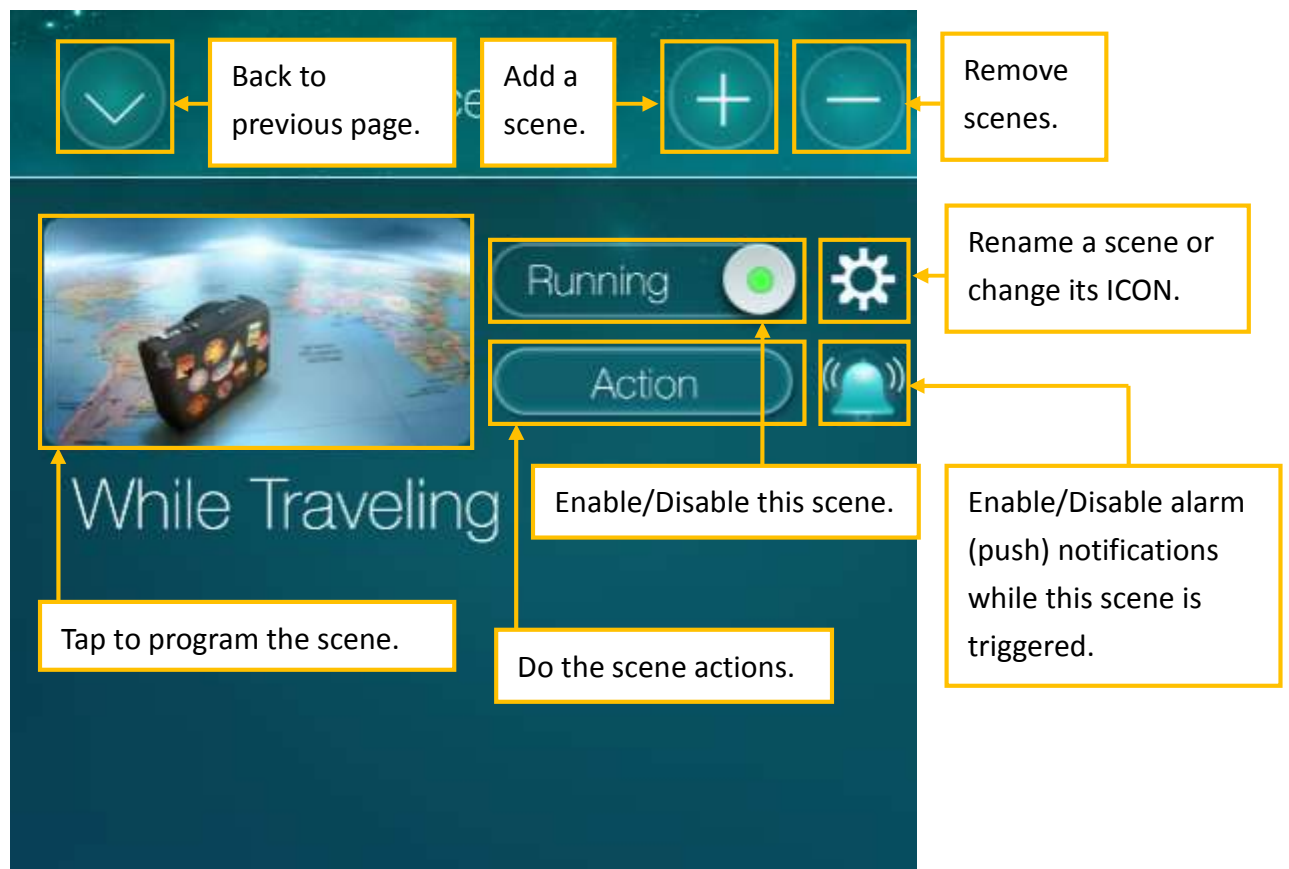 Back to
previous page.
Add a
scene.
Remove
scenes.
Running
Rename a scene or
change its ICON.
Action
While Traveling
Enable/Disable this scene.
Enable/Disable alarm
(push) notifications
while this scene is
triggered.
Tap to program the scene.
Do the scene actions.